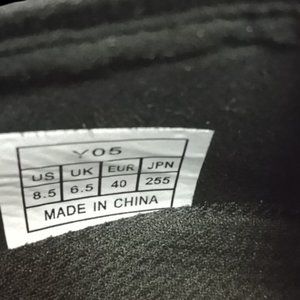 Y05
US UK EUR JPN
8.5 6.5 40 255
MADE IN CHINA